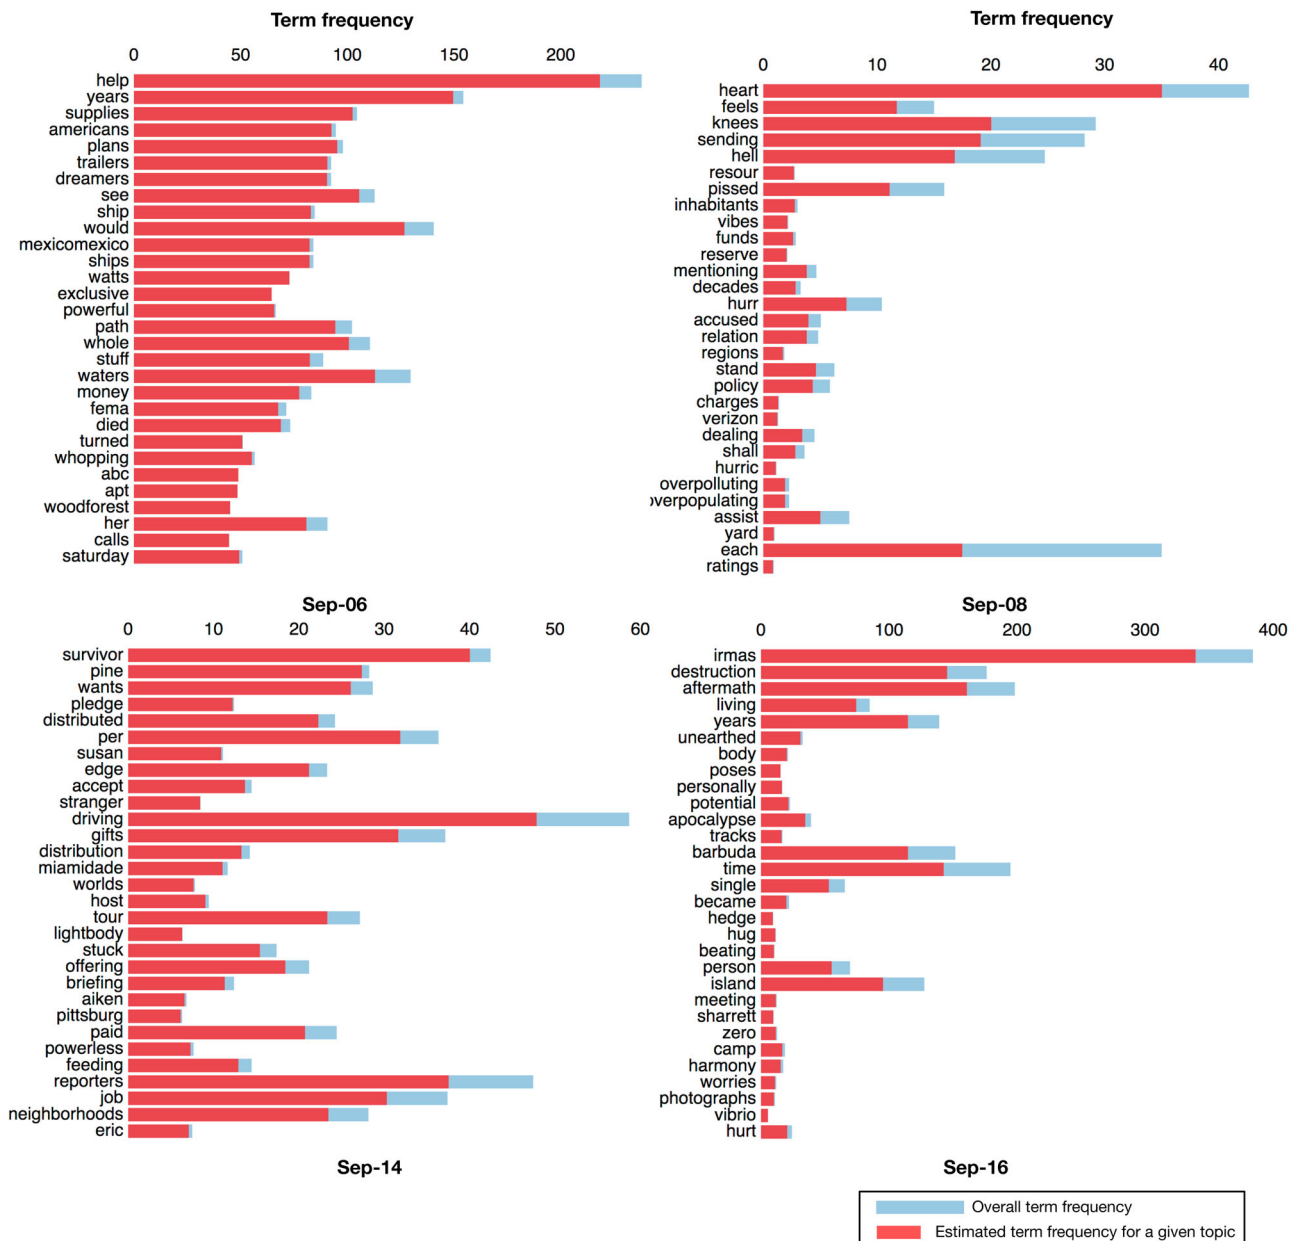 Term frequency
0 50 100 150 200
help
years
supplies
americans
plans
trailers
dreamers
see
ship
would
mexicomexico
ships
watts
exclusive
powerful
path
whole
stuff
waters
money
fema
died
turned
whopping
abc
apt
woodforest
her
calls
saturday
Sep-06
Term frequency
0 10 20 30 40
heart
feels
knees
sending
hell
resour
pissed
inhabitants
vibes
funds
reserve
mentioning
decades
hurr
accused
relation
regions
stand
policy
charges
verizon
dealing
shall
hurric
overpolluting
overpopulating
assist
yard
each
ratings
Sep-08
0 10 20 30 40 50 60
survivor
pine
wants
pledge
distributed
per
susan
edge
accept
stranger
driving
gifts
distribution
miamidade
worlds
host
tour
lightbody
stuck
offering
briefing
aiken
pittsburg
paid
powerless
feeding
reporters
job
neighborhoods
eric
Sep-14
0 100 200 300 400
irmas
destruction
aftermath
living
years
unearthed
body
poses
personally
potential
apocalypse
tracks
barbuda
time
single
became
hedge
hug
beating
person
island
meeting
sharrett
zero
camp
harmony
worries
photographs
vibrio
hurt
Sep-16
Overall term frequency
Estimated term frequency for a given topic